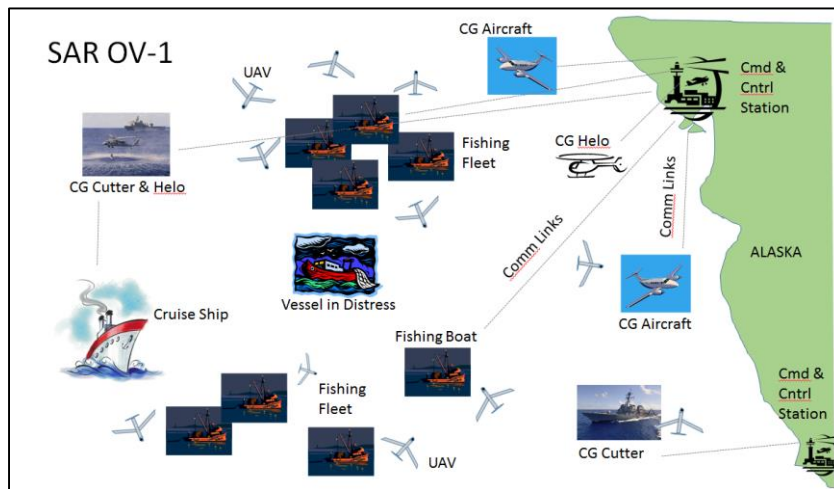 SAR OV-1
CG Aircraft
UAV
Cmd &
Cntrl
Station
Fishing
Fleet
CG Helo
CG Cutter & Helo
Comm Links
Comm Links
ALASKA
Vessel in Distress
Cruise Ship
CG Aircraft
Fishing Boat
Fishing
Fleet
Cmd &
Cntrl
Station
UAV
CG Cutter